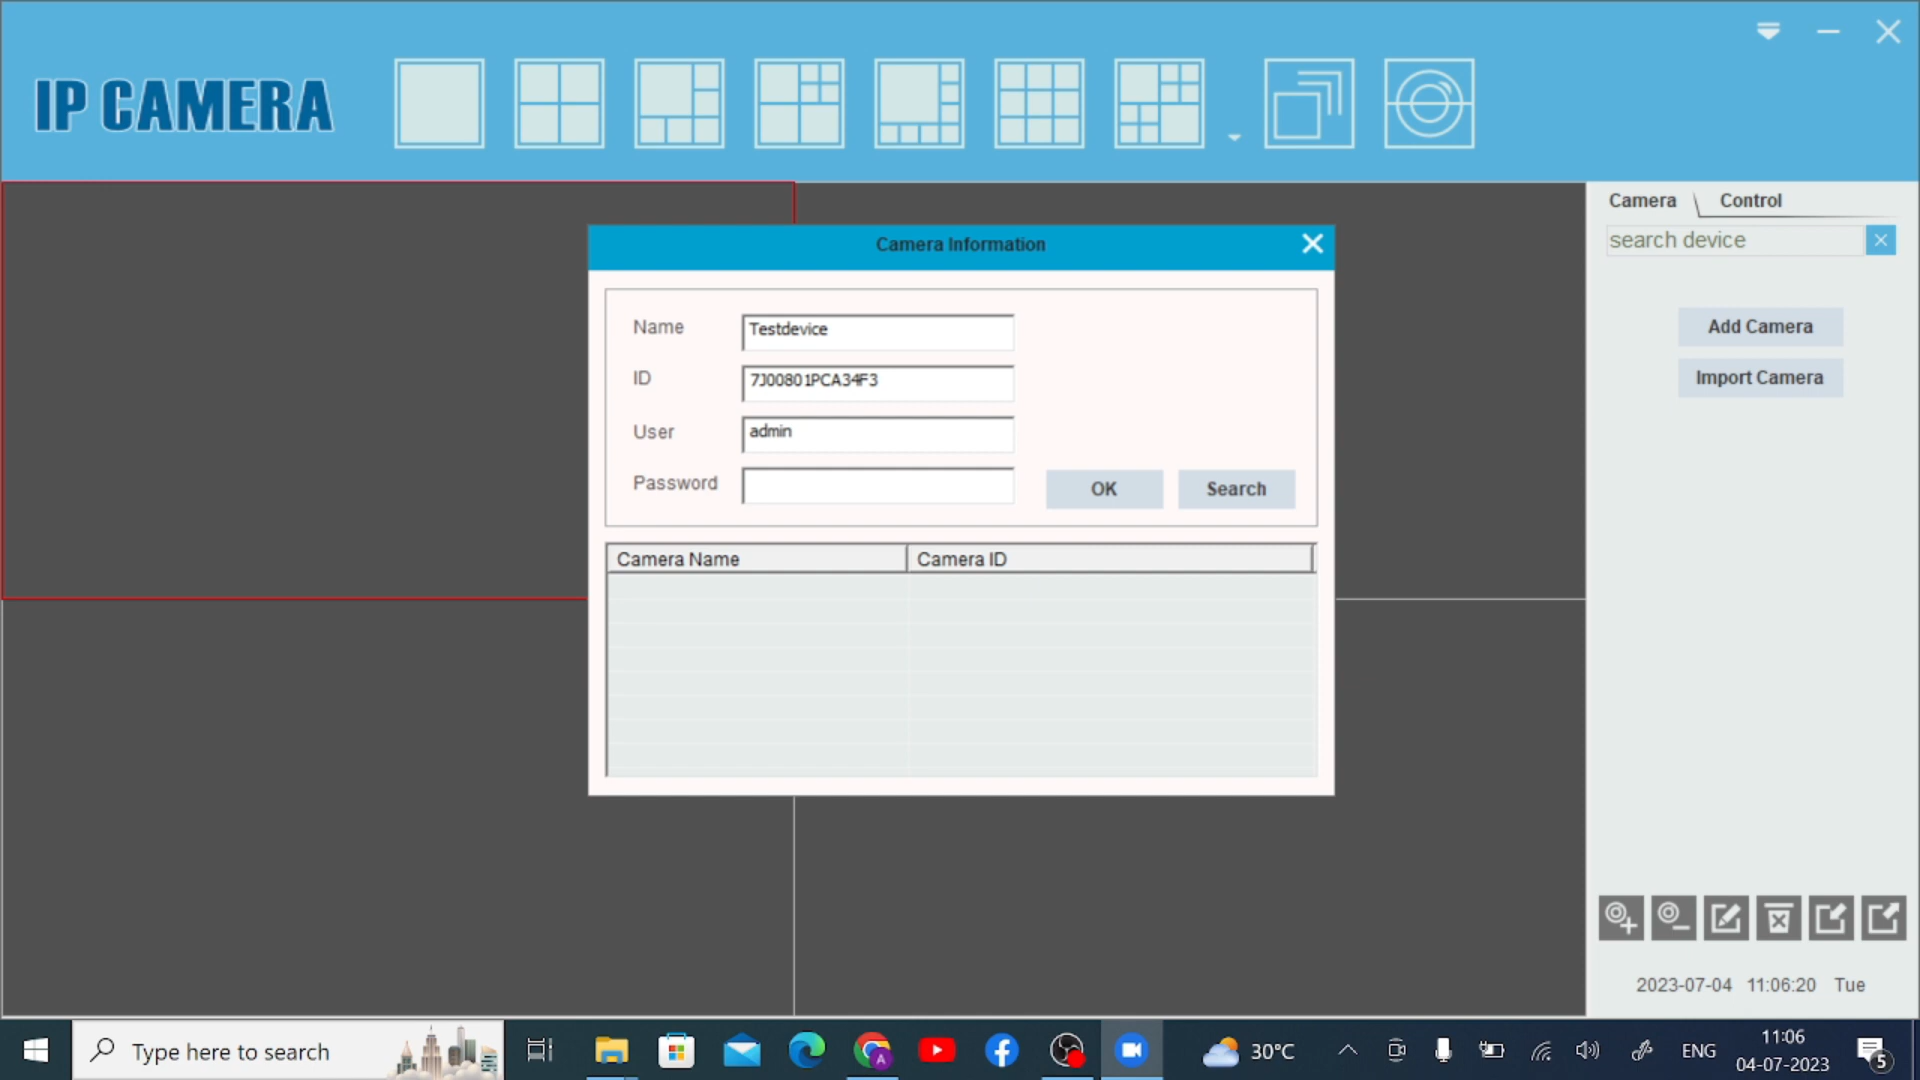 IP CAMERA
Camera Control
search device
Add Camera
Import Camera
Camera Information
Name Testdevice
ID 7J00801PCA34F3
User admin
Password
OK Search
Camera Name Camera ID
2023-07-04 11:06:20 Tue
Type here to search
A
30°C
ENG
11:06
04-07-2023
5